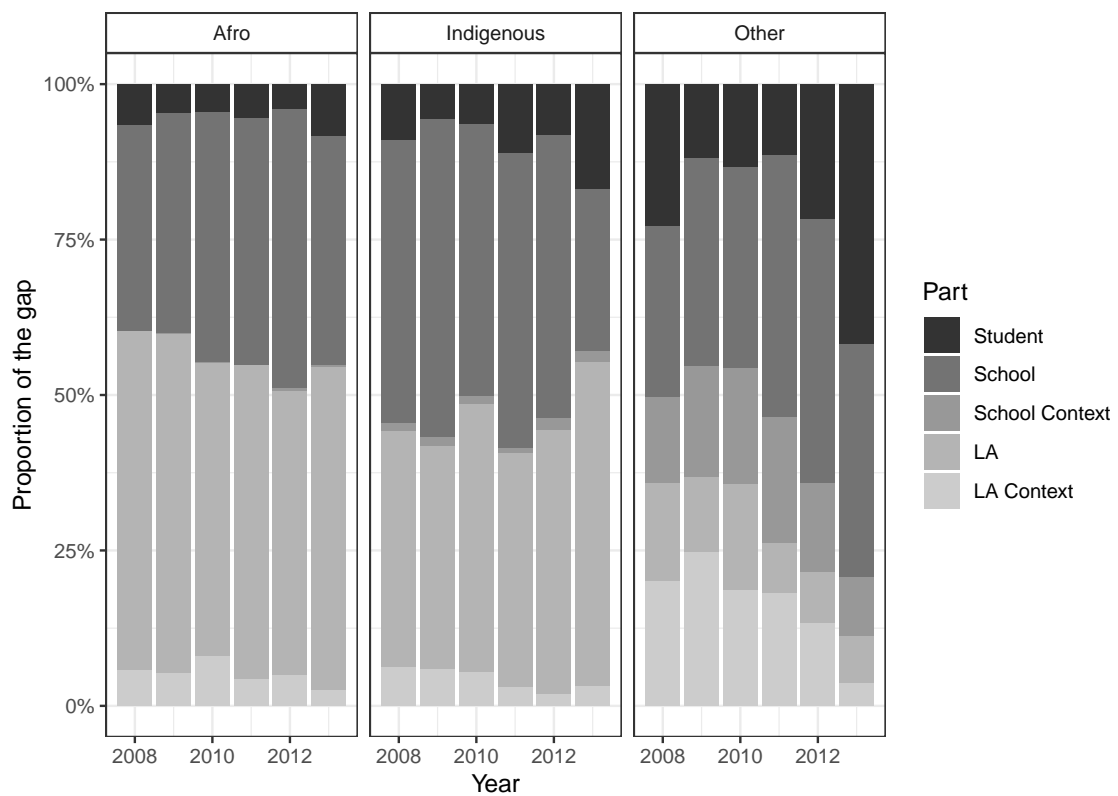 Afro
Indigenous
Other
Proportion of the gap
100%
75%
50%
25%
0%
2008
2010
2012
2008
2010
2012
2008
2010
2012
Year
Part
Student
School
School Context
LA
LA Context